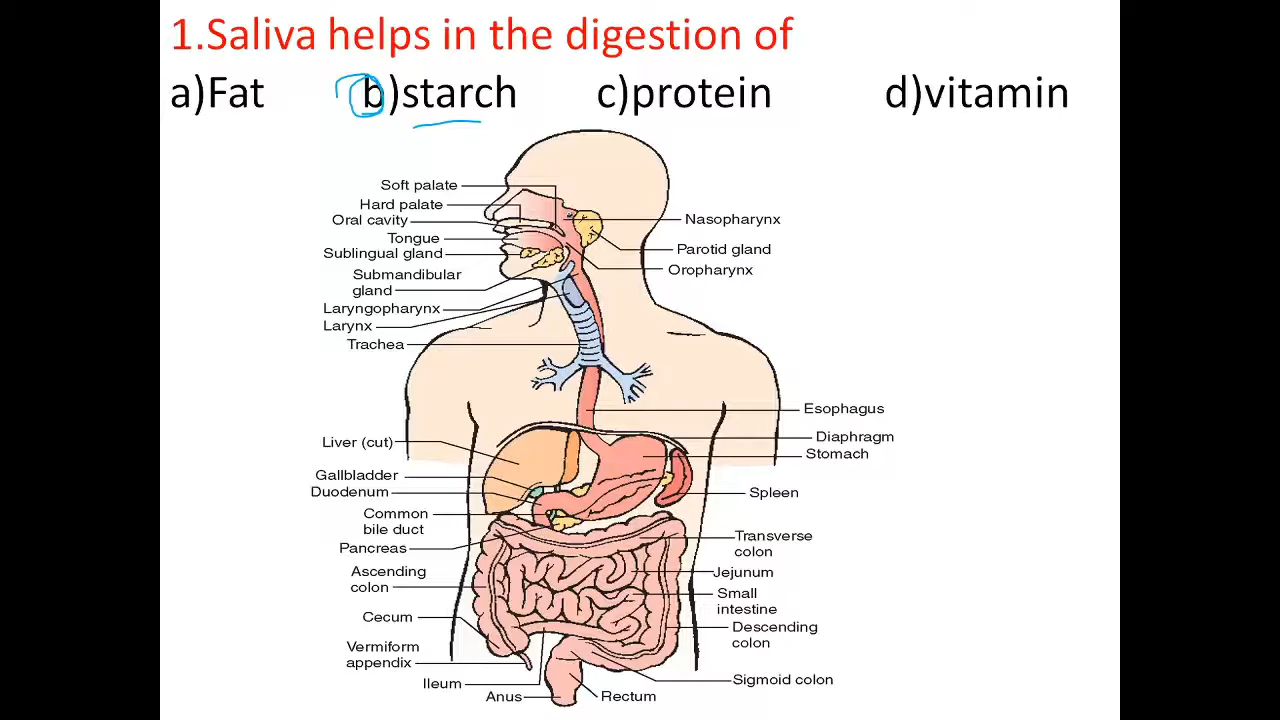 1.Saliva helps in the digestion of
a)Fat b)starch c)protein d)vitamin
Soft palate
Hard palate
Oral cavity
Tongue
Sublingual gland
Submandibular
gland
Laryngopharynx
Larynx
Trachea
Nasopharynx
Parotid gland
Oropharynx
Esophagus
Diaphragm
Stomach
Spleen
Liver (cut)
Gallbladder
Duodenum
Common
bile duct
Pancreas
Ascending
colon
Cecum
Vermiform
appendix
Ileum
Anus
Rectum
Transverse
colon
Jejunum
Small
intestine
Descending
colon
Sigmoid colon